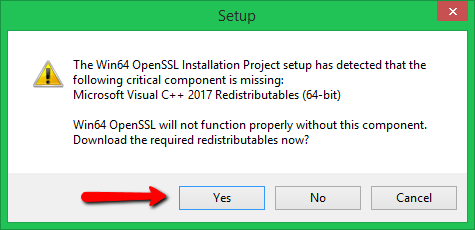 Setup
The Win64 OpenSSL Installation Project setup has detected that the
following critical component is missing:
Microsoft Visual C++ 2017 Redistributables (64-bit)
Win64 OpenSSL will not function properly without this component.
Download the required redistributables now?
Yes
No
Cancel